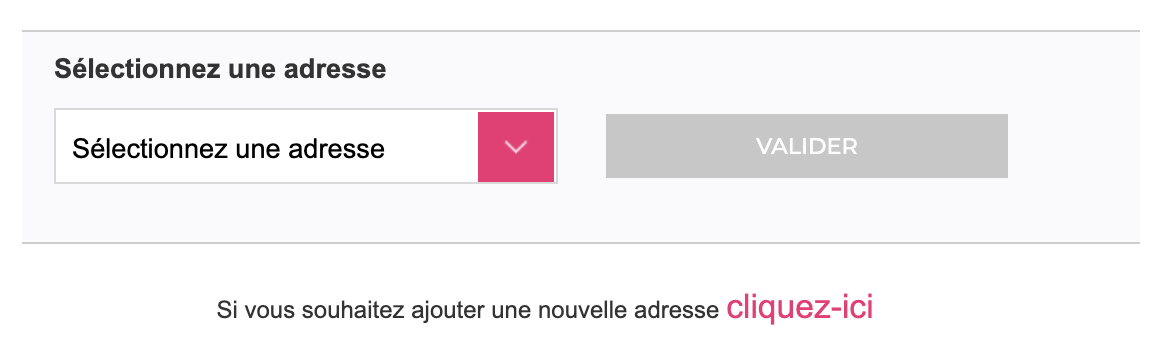 Sélectionnez une adresse
Sélectionnez une adresse
VALIDER
Si vous souhaitez ajouter une nouvelle adresse cliquez-ici